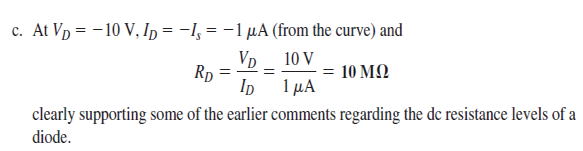 c. At V_D = −10 V, I_D = −I_s = −1 μA (from the curve) and
R_D = V_D / I_D = 10 V / 1 μA = 10 MΩ
clearly supporting some of the earlier comments regarding the dc resistance levels of a
diode.